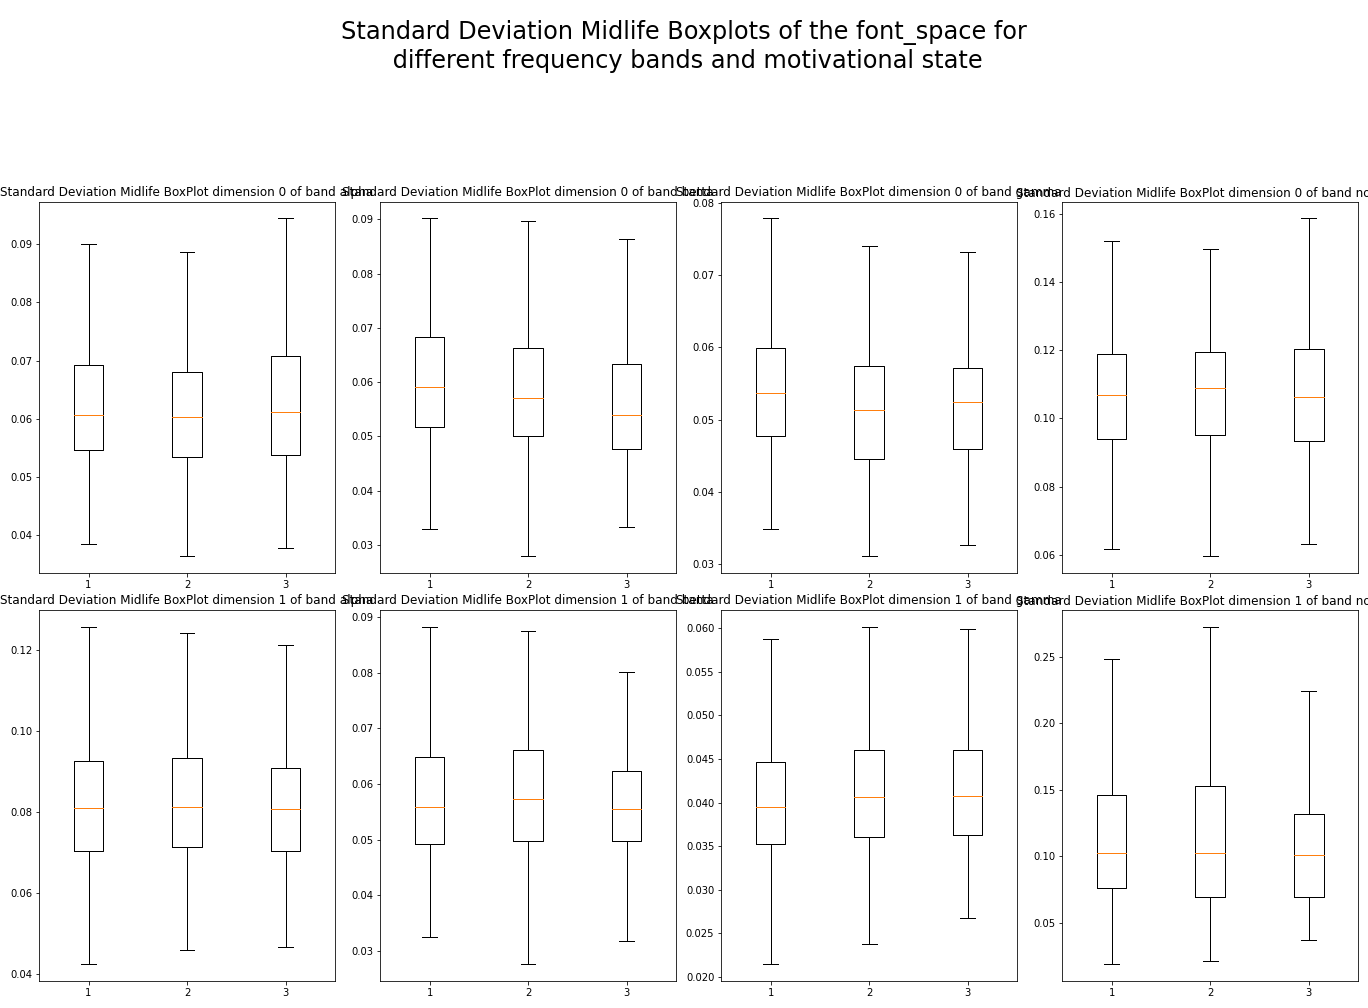 Standard Deviation Midlife Boxplots of the font_space for
different frequency bands and motivational state
Standard Deviation Midlife BoxPlot dimension 0 of band alpha
Standard Deviation Midlife BoxPlot dimension 0 of band beta
Standard Deviation Midlife BoxPlot dimension 0 of band gamma
Standard Deviation Midlife BoxPlot dimension 0 of band no
0.09
0.08
0.07
0.06
0.05
0.04
1 2 3
0.09
0.08
0.07
0.06
0.05
0.04
0.03
1 2 3
0.08
0.07
0.06
0.05
0.04
0.03
1 2 3
0.16
0.14
0.12
0.10
0.08
0.06
1 2 3
Standard Deviation Midlife BoxPlot dimension 1 of band alpha
Standard Deviation Midlife BoxPlot dimension 1 of band beta
Standard Deviation Midlife BoxPlot dimension 1 of band gamma
Standard Deviation Midlife BoxPlot dimension 1 of band no
0.12
0.10
0.08
0.06
0.04
1 2 3
0.09
0.08
0.07
0.06
0.05
0.04
0.03
1 2 3
0.060
0.055
0.050
0.045
0.040
0.035
0.030
0.025
0.020
1 2 3
0.25
0.20
0.15
0.10
0.05
1 2 3